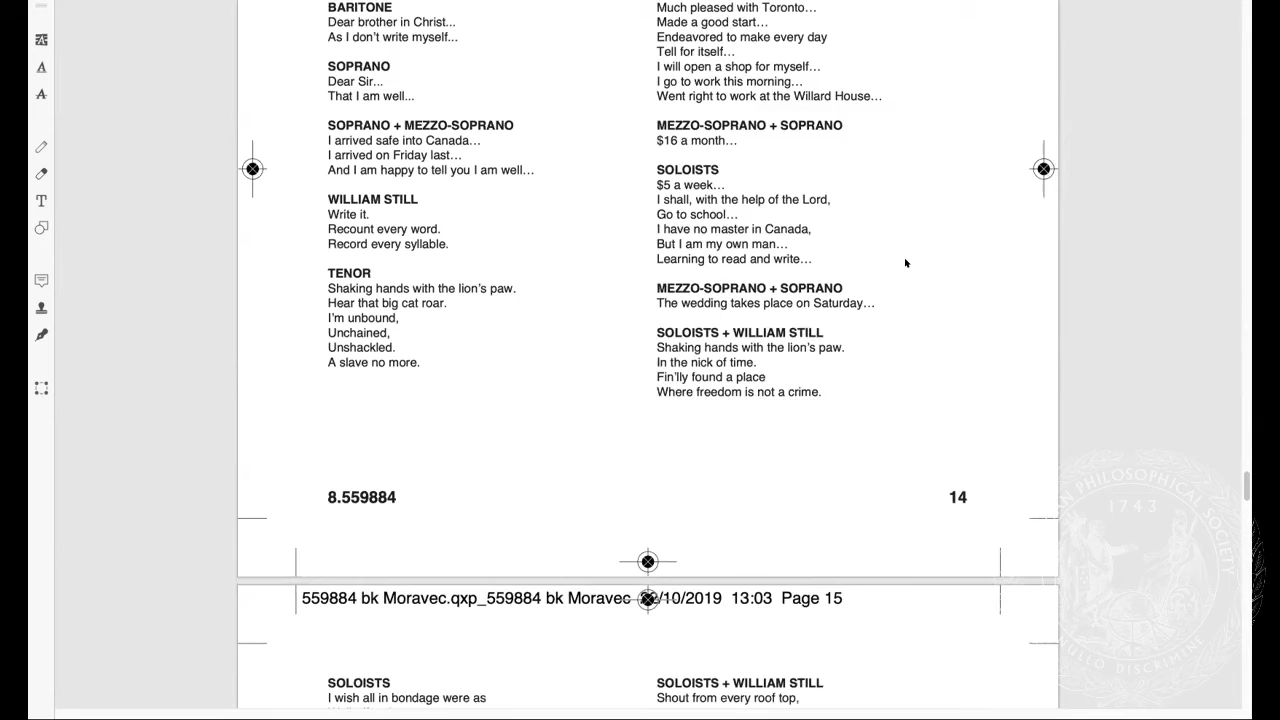 BARITONE
Dear brother in Christ...
As I don't write myself...
SOPRANO
Dear Sir...
That I am well...
SOPRANO + MEZZO-SOPRANO
I arrived safe into Canada…
I arrived on Friday last…
And I am happy to tell you I am well…
WILLIAM STILL
Write it.
Recount every word.
Record every syllable.
TENOR
Shaking hands with the lion's paw.
Hear that big cat roar.
I'm unbound,
Unchained,
Unshackled.
A slave no more.
Much pleased with Toronto…
Made a good start…
Endeavored to make every day
Tell for itself…
I will open a shop for myself…
I go to work this morning…
Went right to work at the Willard House…
MEZZO-SOPRANO + SOPRANO
$16 a month…
SOLOISTS
$5 a week…
I shall, with the help of the Lord,
Go to school…
I have no master in Canada,
But I am my own man…
Learning to read and write…
MEZZO-SOPRANO + SOPRANO
The wedding takes place on Saturday…
SOLOISTS + WILLIAM STILL
Shaking hands with the lion's paw.
In the nick of time.
Fin'lly found a place
Where freedom is not a crime.
8.559884
14
559884 bk Moravec.qxp_559884 bk Moravec /10/2019 13:03 Page 15
SOLOISTS
I wish all in bondage were as
SOLOISTS + WILLIAM STILL
Shout from every roof top,
PHILOSOPHICAL SOCIETY
1743
NULLO DISCRIMINE